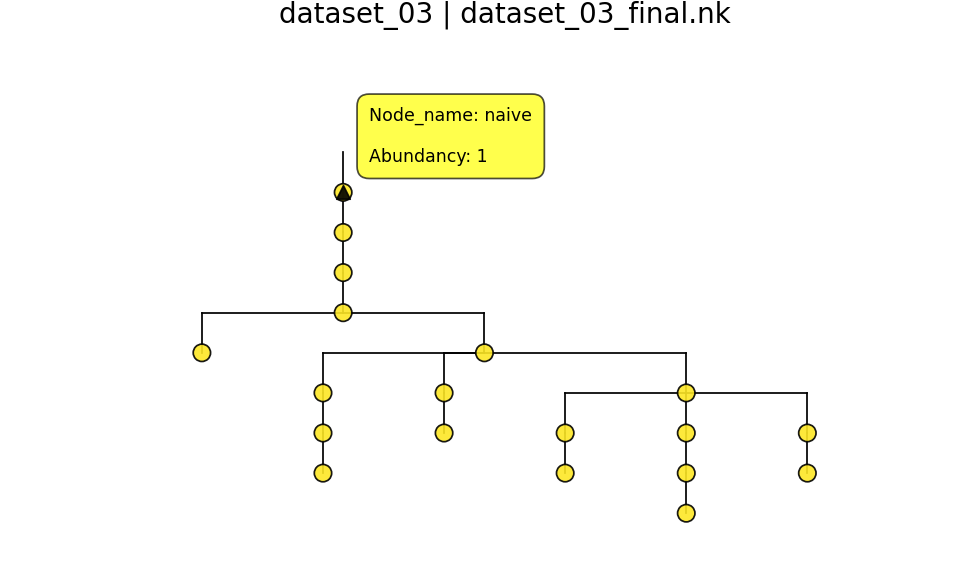 dataset_03 | dataset_03_final.nk
Node_name: naive
Abundancy: 1